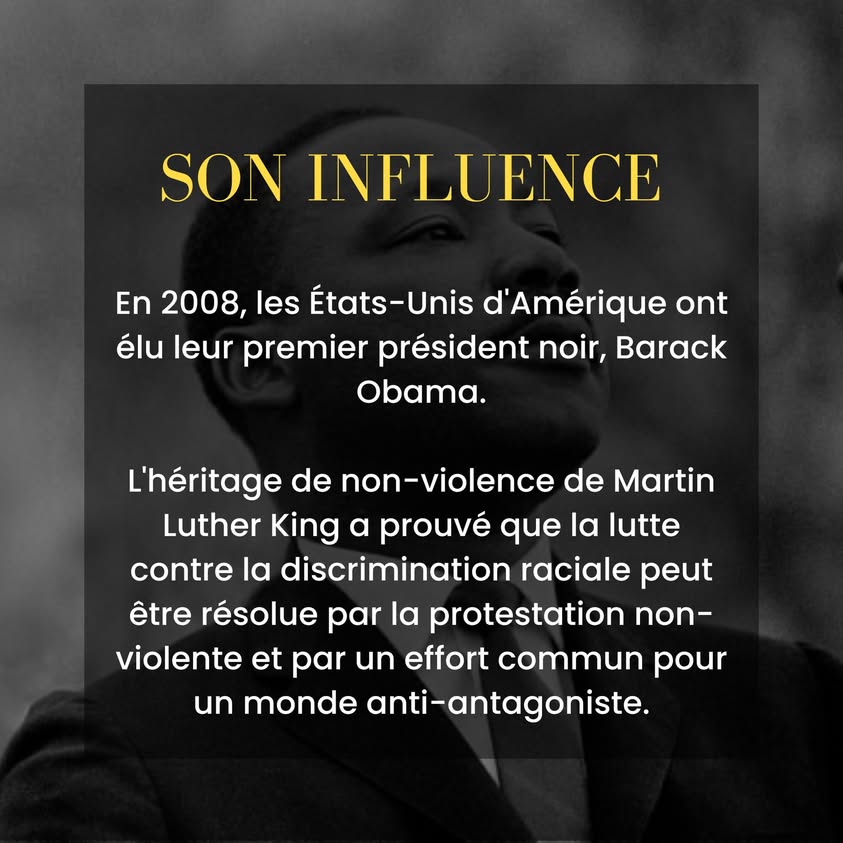 SON INFLUENCE
En 2008, les États-Unis d'Amérique ont
élu leur premier président noir, Barack
Obama.
L'héritage de non-violence de Martin
Luther King a prouvé que la lutte
contre la discrimination raciale peut
être résolue par la protestation non-
violente et par un effort commun pour
un monde anti-antagoniste.